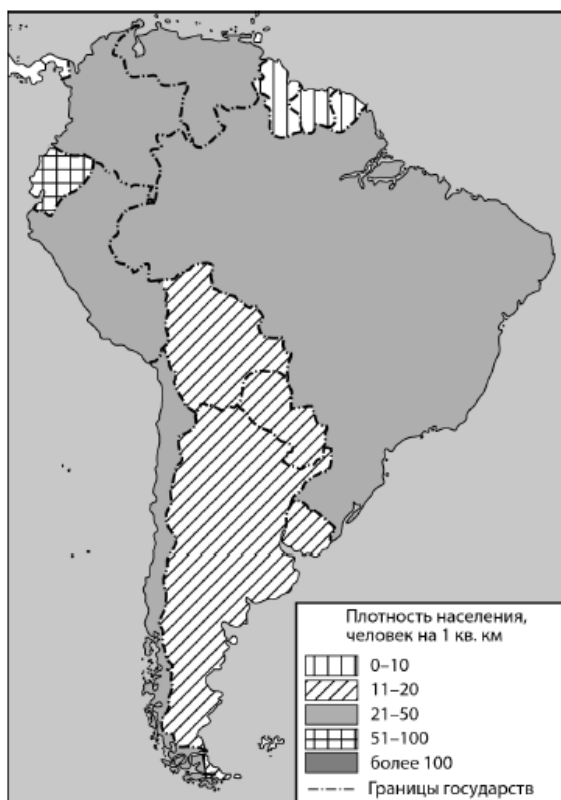 Плотность населения,
человек на 1 кв. км
0–10
11–20
21–50
51–100
более 100
Границы государств